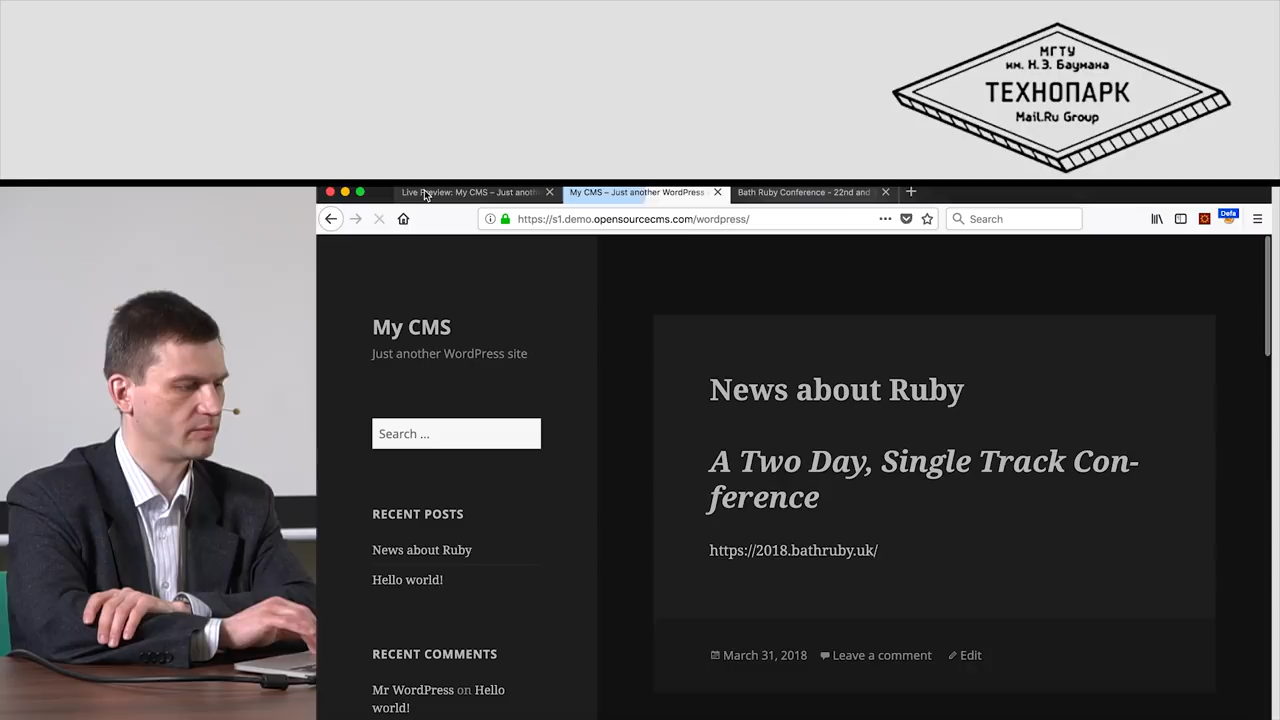 МГТУ
им. Н.Э. Баумана
ТЕХНОПАРК
Mail.Ru Group
Live Preview: My CMS – Just anoth
My CMS – Just another WordPress
Bath Ruby Conference - 22nd and
https://s1.demo.opensourcecms.com/wordpress/
Search
Defa
My CMS
Just another WordPress site
Search ...
RECENT POSTS
News about Ruby
Hello world!
RECENT COMMENTS
Mr WordPress on Hello
world!
News about Ruby
A Two Day, Single Track Con-
ference
https://2018.bathruby.uk/
March 31, 2018
Leave a comment
Edit